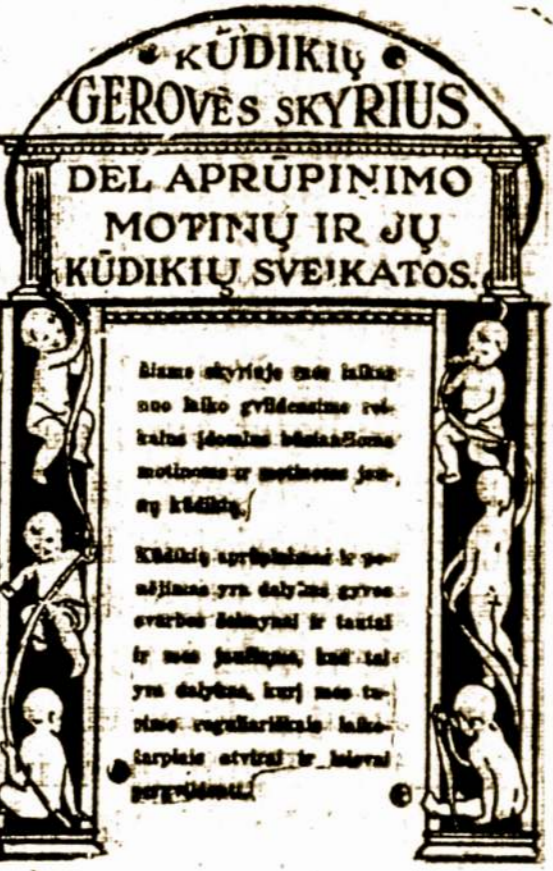 KŪDIKIŲ
GEROVĖS SKYRIUS
DEL APRŪPINIMO
MOTINŲ IR JŲ
KŪDIKIŲ SVEIKATOS.
šiame skyriuje mes laikas
nuo laiko gvildensime rei-
kalus įdomius būsiančioms
motinoms ir motinoms jau-
nų kūdikių.
Kūdikių aprūpinimas ir pe-
nėjimas yra dalykas gyvos
svarbos šeimynai ir tautai
ir mes jaučiame, kad tai
yra dalykas, kurį mes tu-
rime reguliariškais laiko-
tarpiais atvirai ir laisvai
pergvildenti.